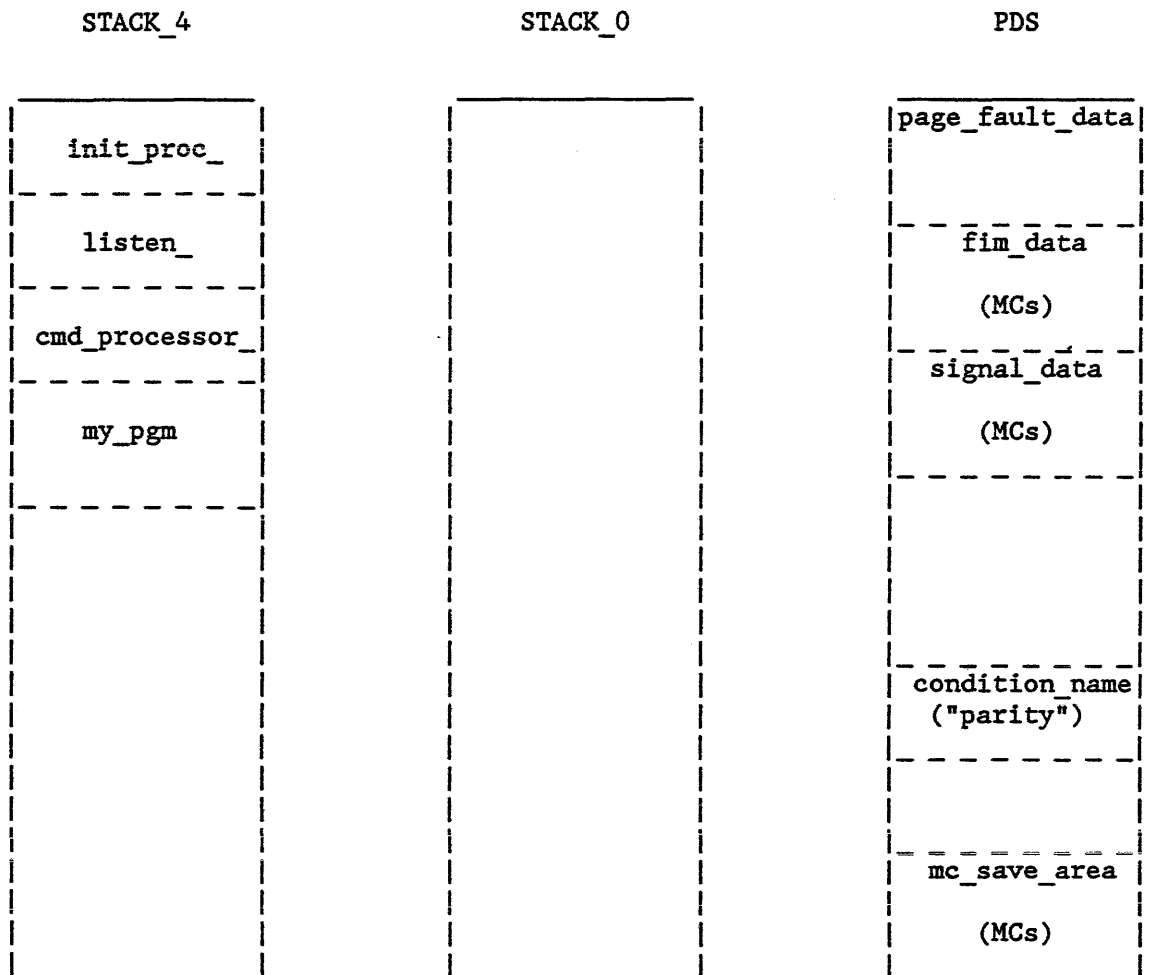 STACK_4 STACK_0 PDS
page_fault_data
init_proc_
listen_ fim_data
(MCs)
cmd_processor_
signal_data
my_pgm (MCs)
condition_name
("parity")
mc_save_area
(MCs)